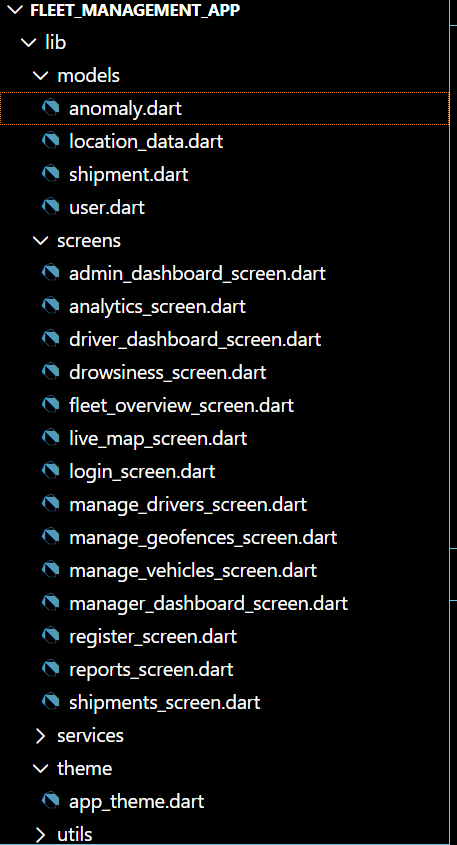 FLEET_MANAGEMENT_APP
lib
models
anomaly.dart
location_data.dart
shipment.dart
user.dart
screens
admin_dashboard_screen.dart
analytics_screen.dart
driver_dashboard_screen.dart
drowsiness_screen.dart
fleet_overview_screen.dart
live_map_screen.dart
login_screen.dart
manage_drivers_screen.dart
manage_geofences_screen.dart
manage_vehicles_screen.dart
manager_dashboard_screen.dart
register_screen.dart
reports_screen.dart
shipments_screen.dart
services
theme
app_theme.dart
utils